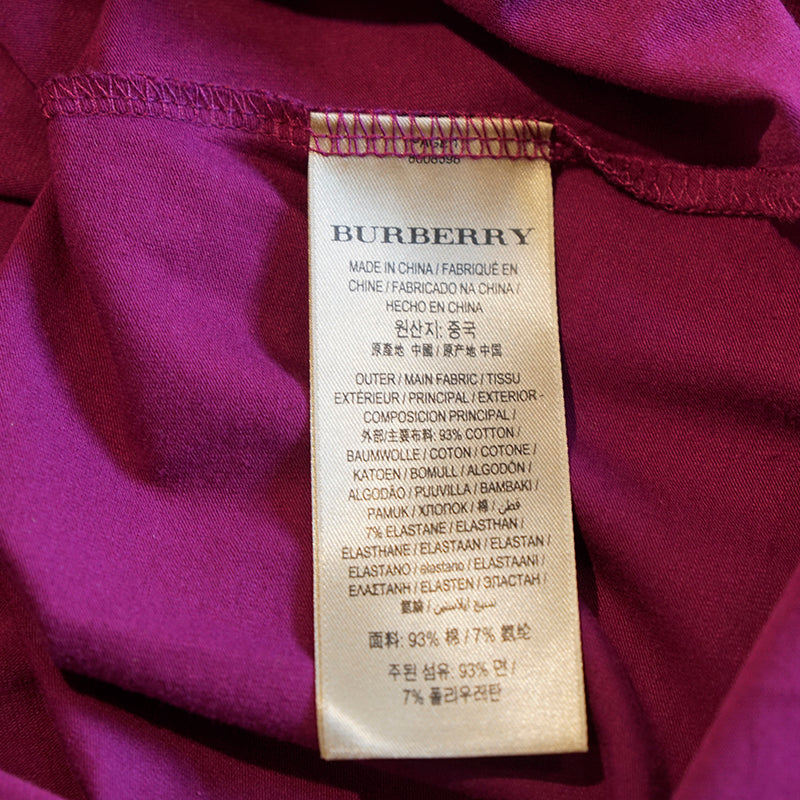 8008598
BURBERRY
MADE IN CHINA / FABRIQUÉ EN
CHINE / FABRICADO NA CHINA /
HECHO EN CHINA
원산지: 중국
原產地 中國 / 原产地 中国
OUTER / MAIN FABRIC / TISSU
EXTÉRIEUR / PRINCIPAL / EXTERIOR -
COMPOSICION PRINCIPAL /
外部/主要布料: 93% COTTON /
BAUMWOLLE / COTON / COTONE /
KATOEN / BOMULL / ALGODÓN /
ALGODÃO / PUUVILLA / BAMBAKI /
PAMUK / ХЛОПОК / 棉 / قطن /
7% ELASTANE / ELASTHAN /
ÉLASTHANE / ELASTAAN / ELASTAN /
ELASTANO / elastano / ELASTAANI /
ΕΛΑΣΤΑΝΗ / ELASTEN / ЭПАСТАН /
氨綸 / نسيج ايلاستين /
面料: 93% 棉 / 7% 氨纶
주된 섬유: 93% 면 /
7% 폴리우레탄